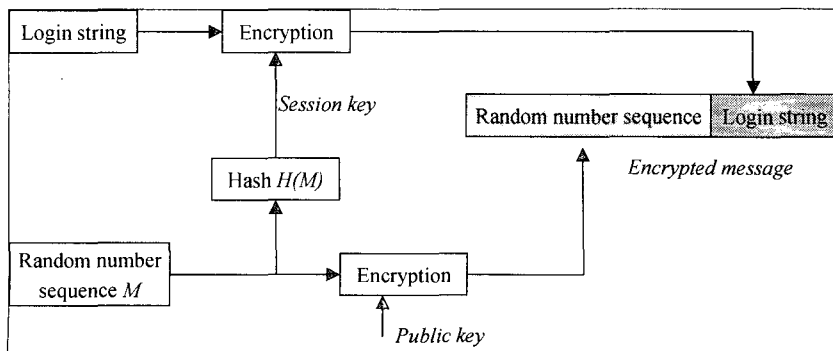 Login string
Encryption
Session key
Random number sequence
Login string
Encrypted message
Hash H(M)
Random number
sequence M
Encryption
Public key